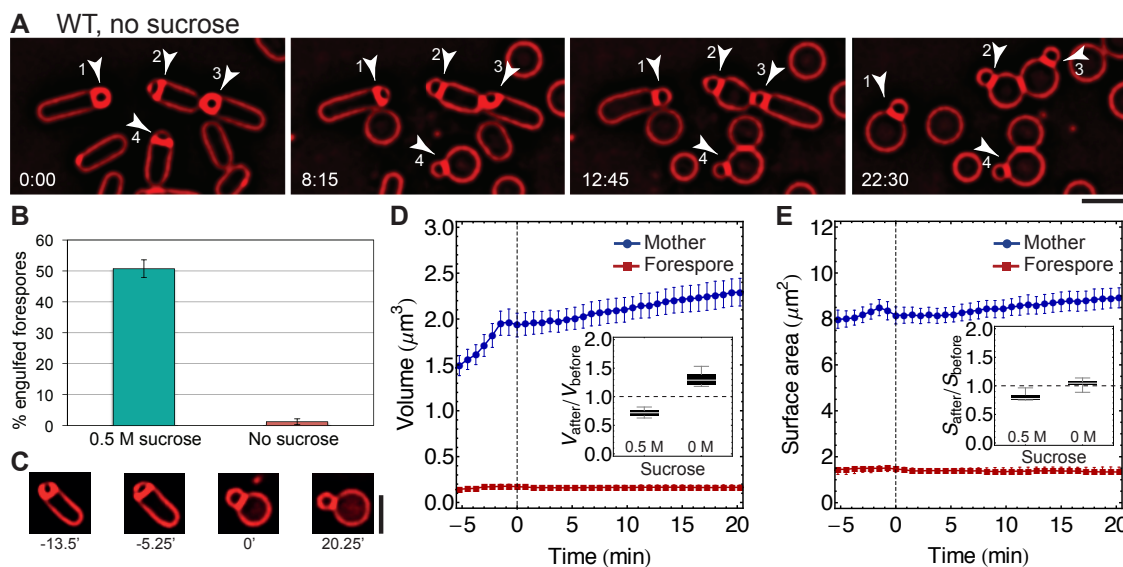 A WT, no sucrose
1 2 3 4 0:00
1 2 3 4 8:15
1 2 3 4 12:45
1 2 3 4 22:30
B
% engulfed forespores
60
50
40
30
20
10
0
0.5 M sucrose No sucrose
C
-13.5' -5.25' 0' 20.25'
D
Mother
Forespore
Volume (μm³)
3.0
2.5
2.0
1.5
1.0
0.5
0.0
−5 0 5 10 15 20
Time (min)
V_after/V_before
2.0
1.5
1.0
0.5
0.0
0.5 M 0 M
Sucrose
E
Mother
Forespore
Surface area (μm²)
12
10
8
6
4
2
0
−5 0 5 10 15 20
Time (min)
S_after/S_before
2.0
1.5
1.0
0.5
0.0
0.5 M 0 M
Sucrose